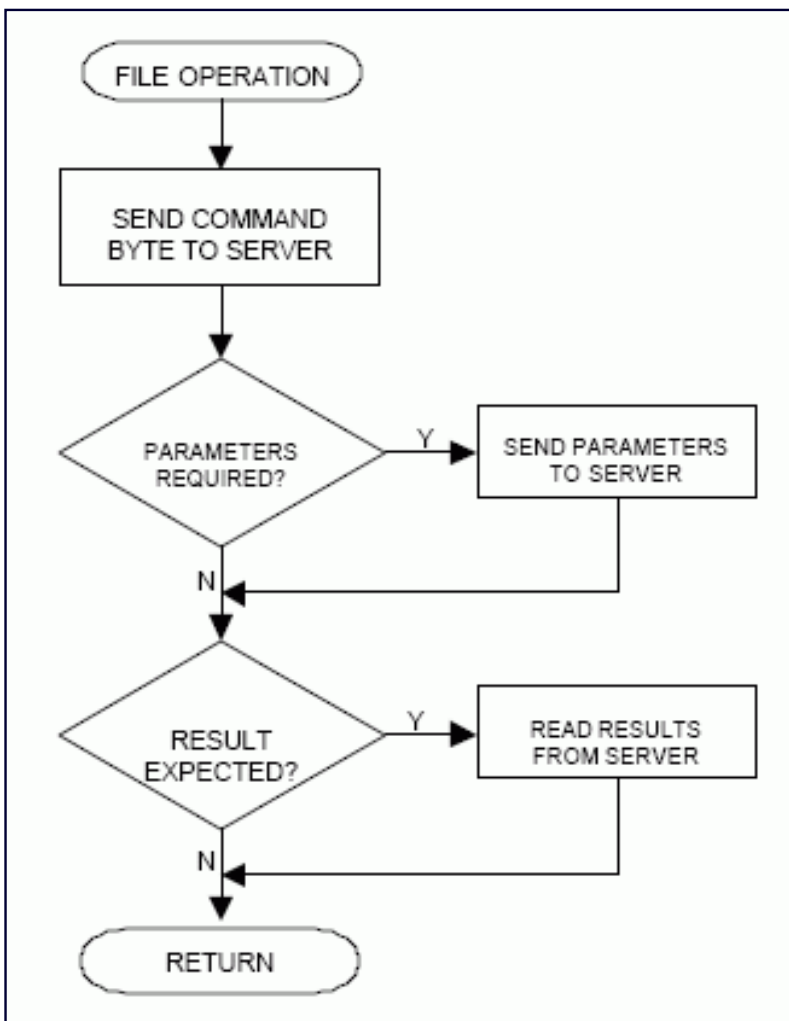 FILE OPERATION
SEND COMMAND
BYTE TO SERVER
PARAMETERS
REQUIRED?
Y
SEND PARAMETERS
TO SERVER
N
RESULT
EXPECTED?
Y
READ RESULTS
FROM SERVER
N
RETURN